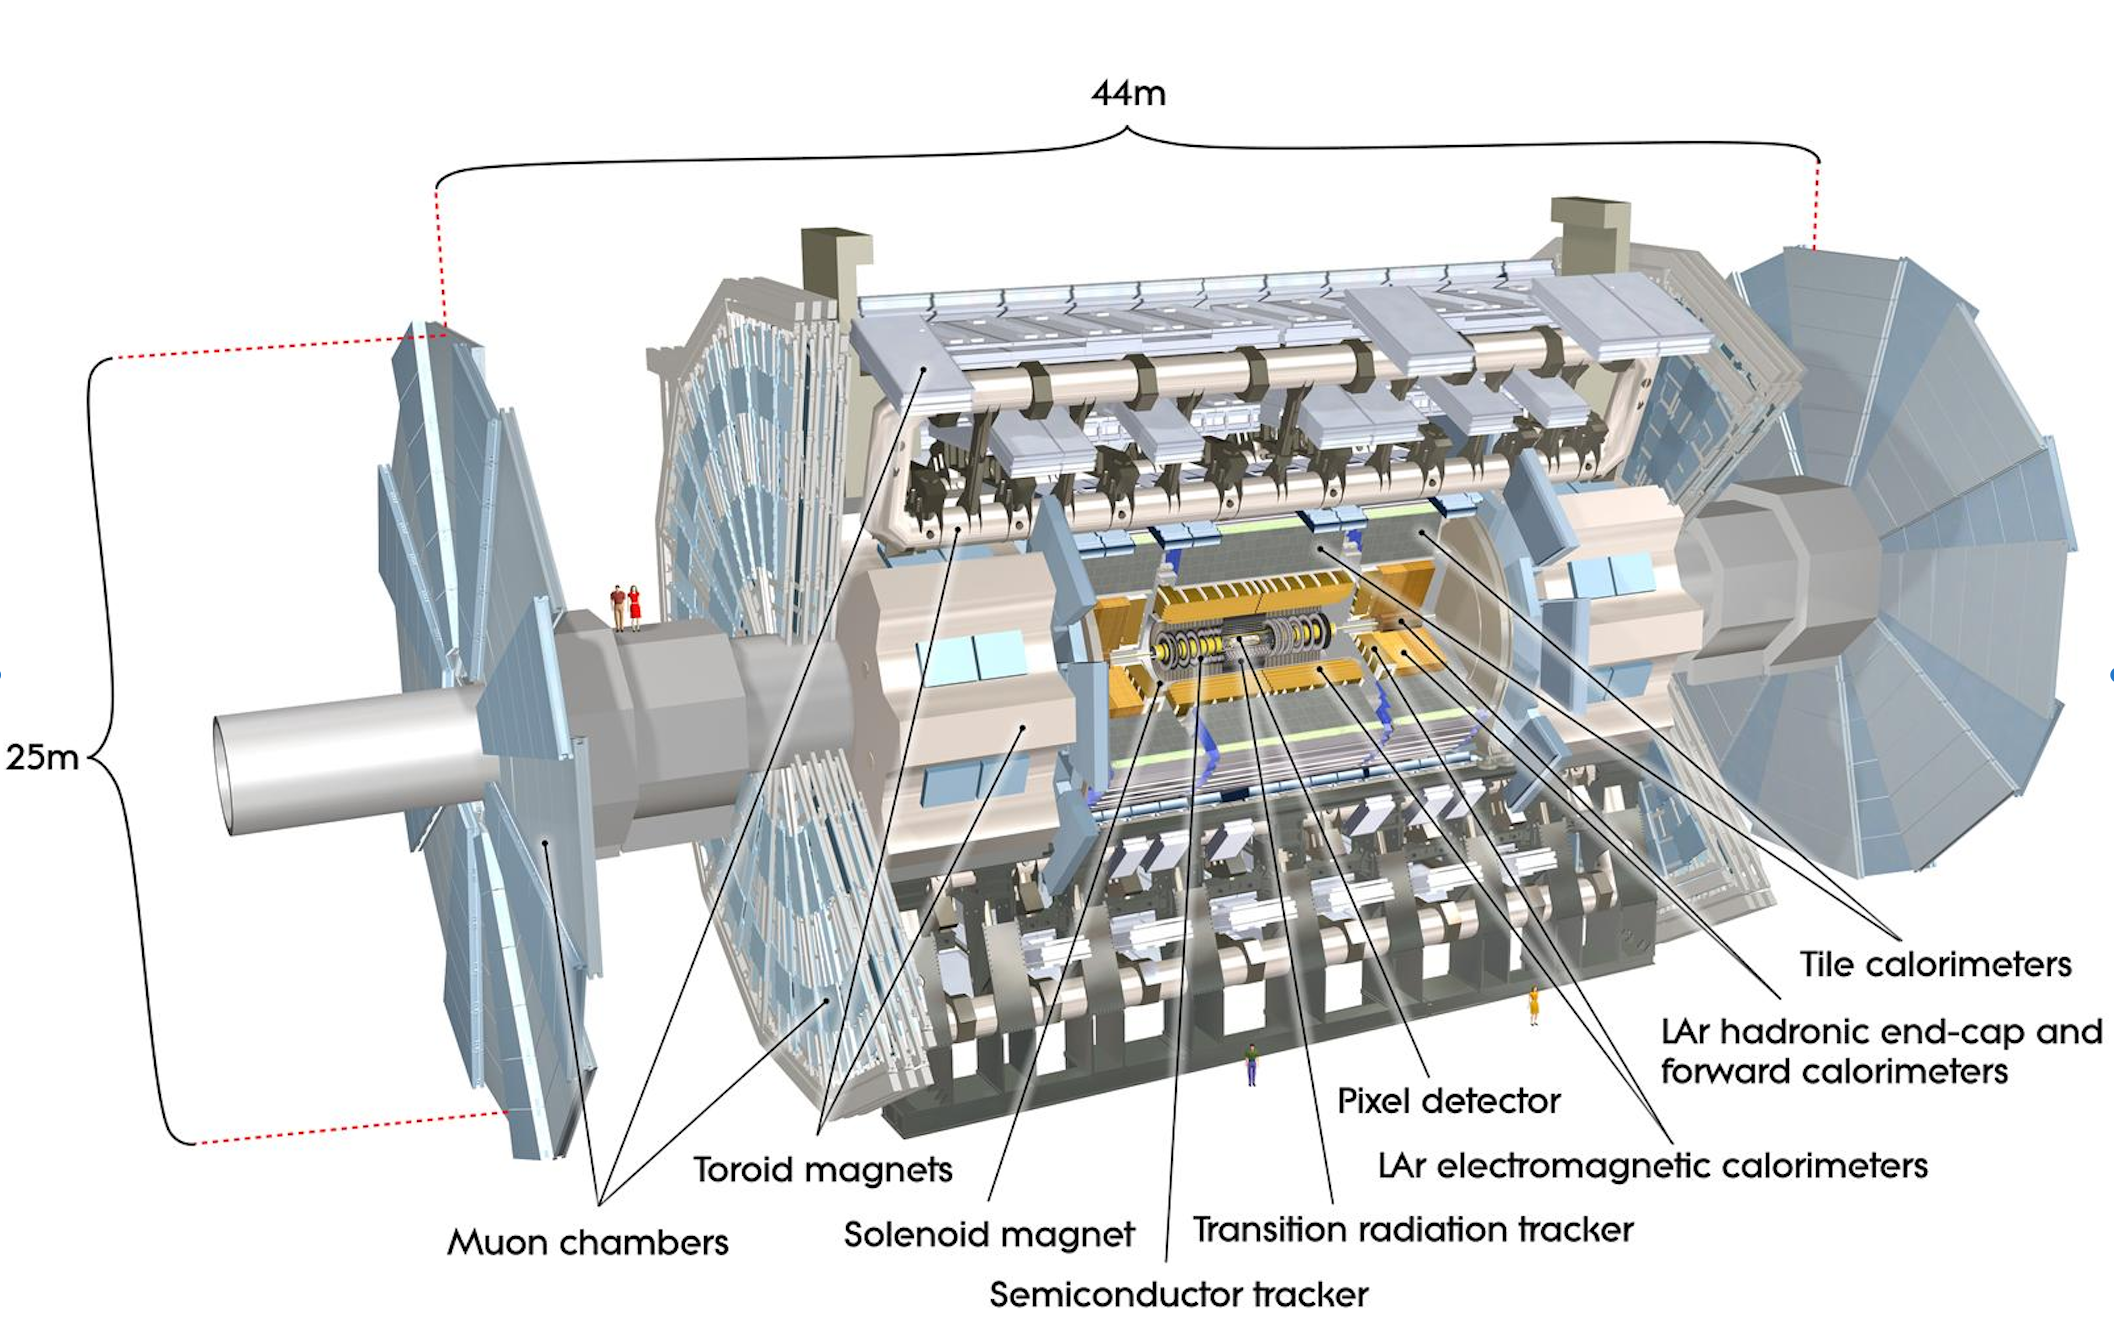 44m
25m
Tile calorimeters
LAr hadronic end-cap and
forward calorimeters
Pixel detector
LAr electromagnetic calorimeters
Toroid magnets
Solenoid magnet
Transition radiation tracker
Muon chambers
Semiconductor tracker